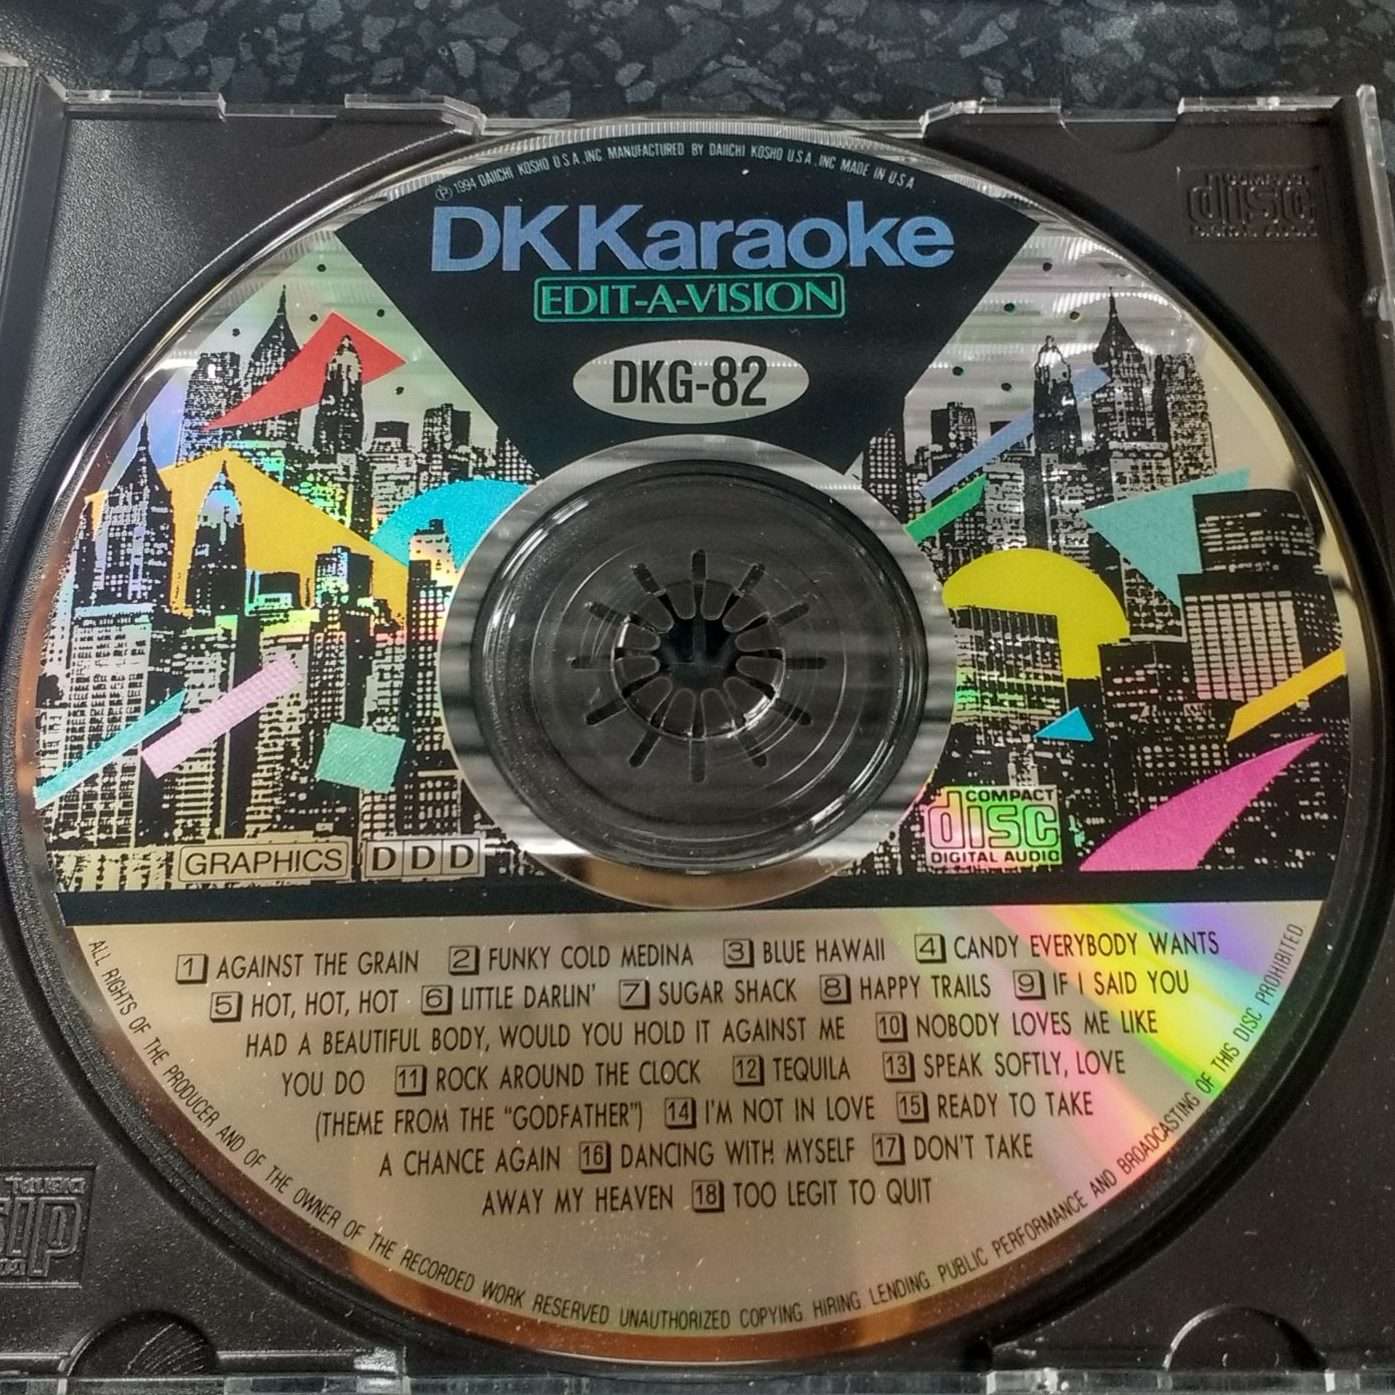 ℗ 1994 DAIICHI KOSHO U.S.A., INC MANUFACTURED BY DAIICHI KOSHO U.S.A., INC MADE IN U S A
DKKaraoke
EDIT-A-VISION
DKG-82
COMPACT
disc
DIGITAL AUDIO
GRAPHICS DDD
COMPACT
disc
DIGITAL AUDIO
1 AGAINST THE GRAIN 2 FUNKY COLD MEDINA 3 BLUE HAWAII 4 CANDY EVERYBODY WANTS
5 HOT, HOT, HOT 6 LITTLE DARLIN' 7 SUGAR SHACK 8 HAPPY TRAILS 9 IF I SAID YOU
HAD A BEAUTIFUL BODY, WOULD YOU HOLD IT AGAINST ME 10 NOBODY LOVES ME LIKE
YOU DO 11 ROCK AROUND THE CLOCK 12 TEQUILA 13 SPEAK SOFTLY, LOVE
(THEME FROM THE "GODFATHER") 14 I'M NOT IN LOVE 15 READY TO TAKE
A CHANCE AGAIN 16 DANCING WITH MYSELF 17 DON'T TAKE
AWAY MY HEAVEN 18 TOO LEGIT TO QUIT
ALL RIGHTS OF THE PRODUCER AND OF THE OWNER OF THE RECORDED WORK RESERVED. UNAUTHORIZED COPYING. HIRING. LENDING. PUBLIC PERFORMANCE AND BROADCASTING OF THIS DISC PROHIBITED.